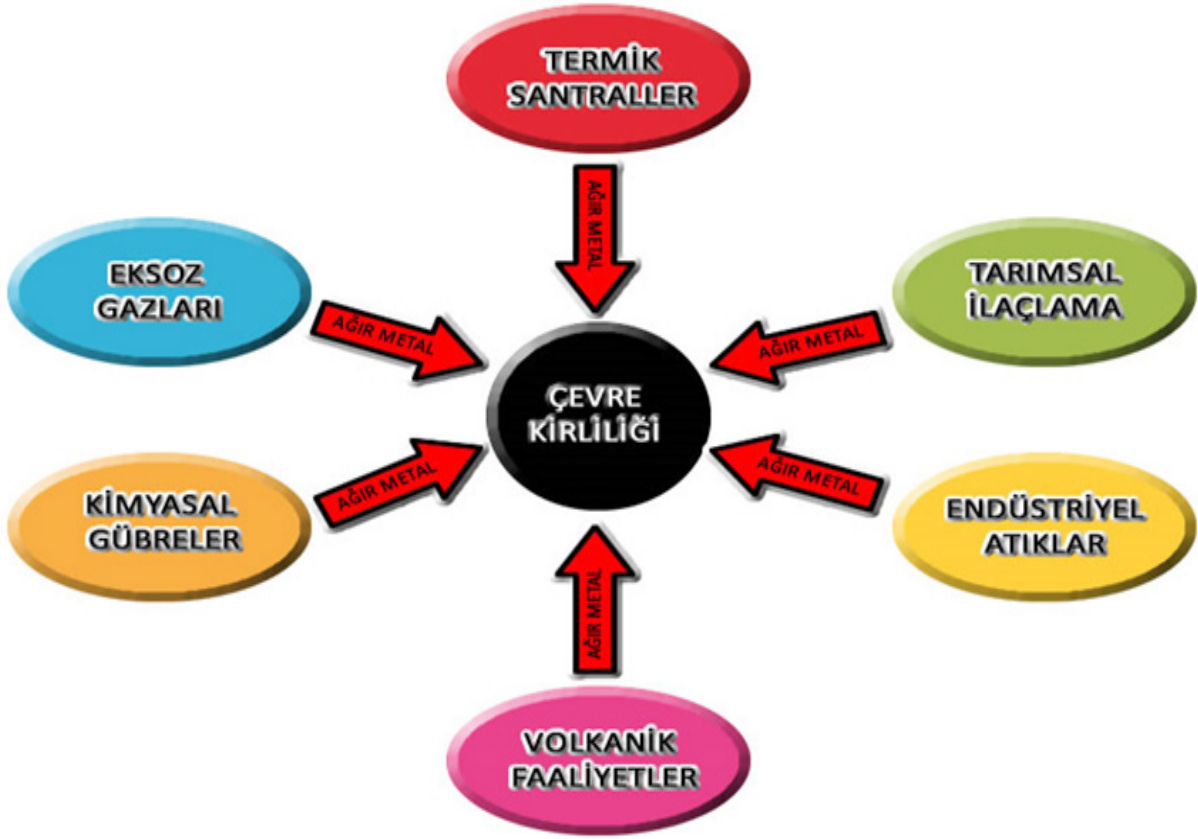 TERMİK
SANTRALLER
AĞIR METAL
EKSOZ
GAZLARI
AĞIR METAL
TARIMSAL
İLAÇLAMA
AĞIR METAL
ÇEVRE
KİRLİLİĞİ
KİMYASAL
GÜBRELER
AĞIR METAL
ENDÜSTRİYEL
ATIKLAR
AĞIR METAL
AĞIR METAL
VOLKANİK
FAALİYETLER